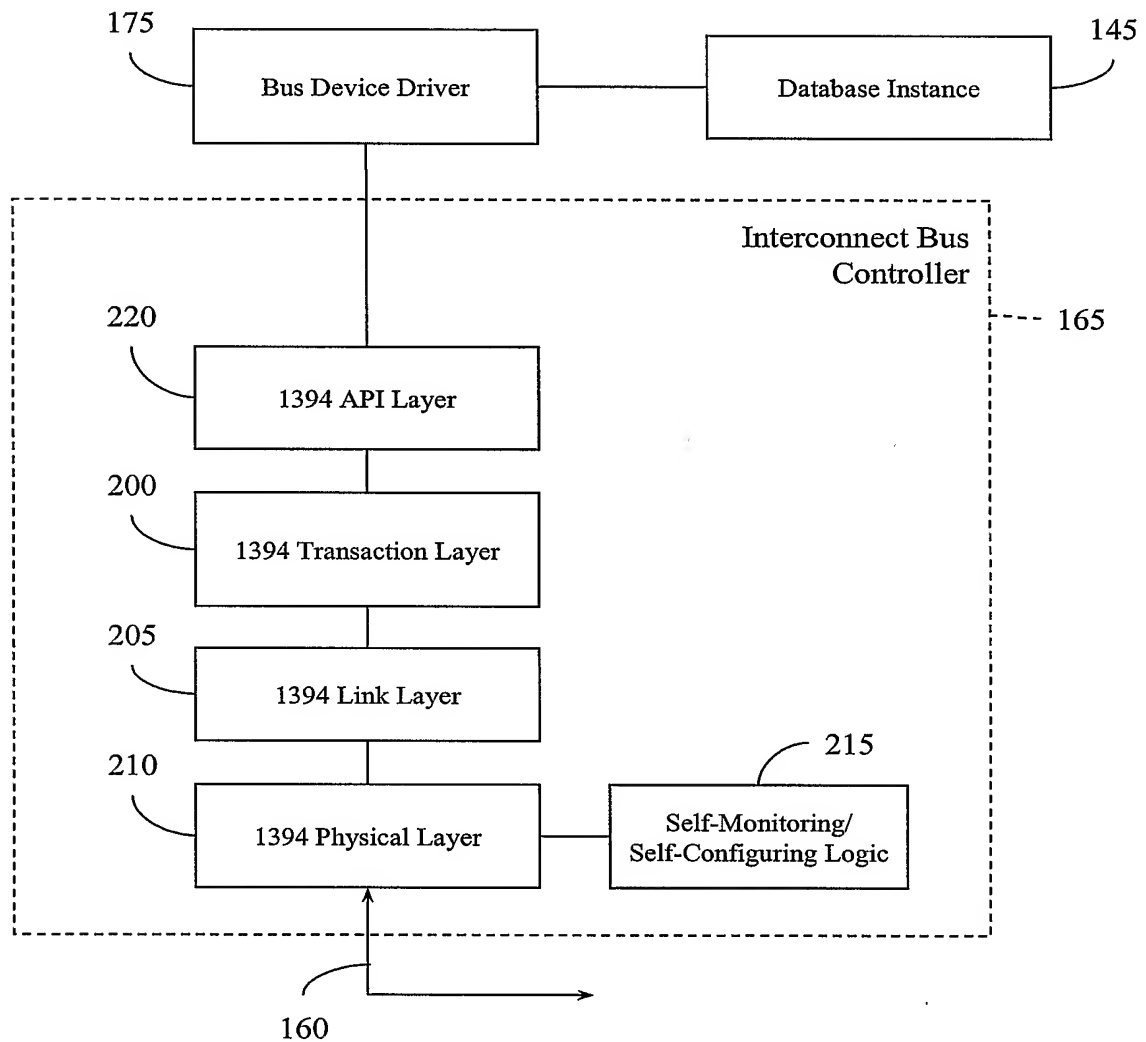 175
145
Bus Device Driver
Database Instance
Interconnect Bus
Controller
165
220
1394 API Layer
200
1394 Transaction Layer
205
1394 Link Layer
210
215
1394 Physical Layer
Self-Monitoring/
Self-Configuring Logic
160